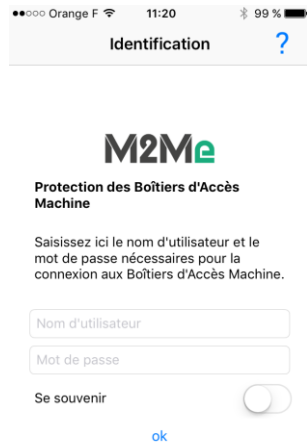 Orange F 11:20 99 %
Identification ?
M2Me
Protection des Boîtiers d'Accès
Machine
Saisissez ici le nom d'utilisateur et le
mot de passe nécessaires pour la
connexion aux Boîtiers d'Accès Machine.
Nom d'utilisateur
Mot de passe
Se souvenir
ok